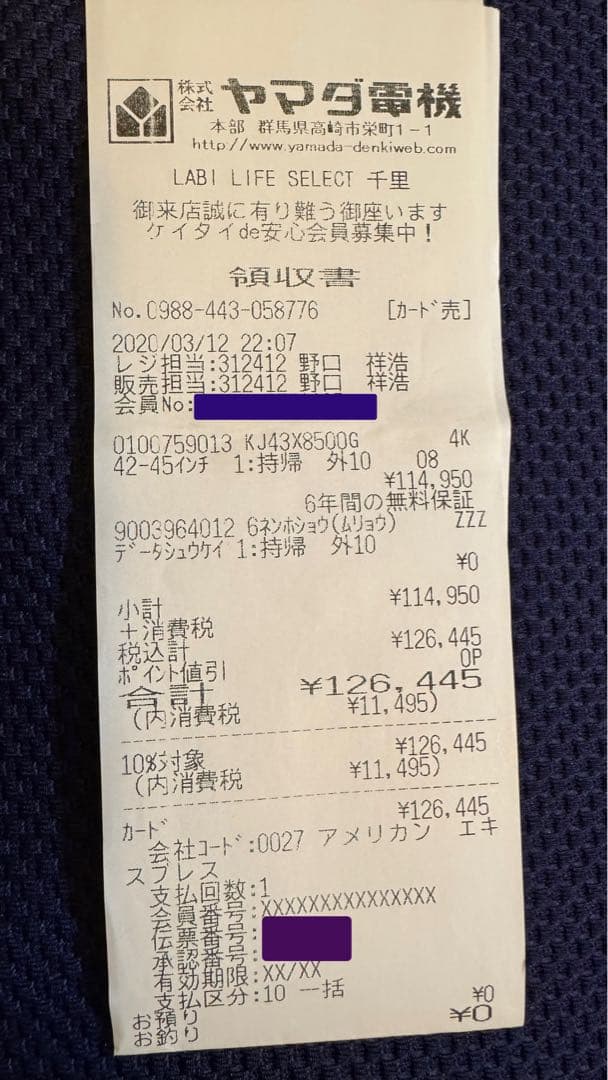 株式会社 ヤマダ電機
本部 群馬県高崎市栄町1-1
http://www.yamada-denkiweb.com
LABI LIFE SELECT 千里
御来店誠に有り難う御座います
ケイタイde安心会員募集中!
領収書
No.0988-443-058776 [カード売]
2020/03/12 22:07
レジ担当:312412 野口 祥浩
販売担当:312412 野口 祥浩
会員No:
0100759013 KJ43X8500G 4K
42-45インチ 1:持帰 外10 08
¥114,950
6年間の無料保証
9003964012 6ネンホショウ(ムリョウ) ZZZ
データシュウケイ 1:持帰 外10
¥0
小計 ¥114,950
+消費税
税込計 ¥126,445
ポイント値引 0P
合計 ¥126,445
(内消費税 ¥11,495)
10%対象 ¥126,445
(内消費税 ¥11,495)
カード ¥126,445
会社コード:0027 アメリカン エキ
スプレス
支払回数:1
会員番号:XXXXXXXXXXXXXXX
伝票番号:
承認番号:
有効期限:XX/XX
支払区分:10 一括
お預り ¥0
お釣り ¥0